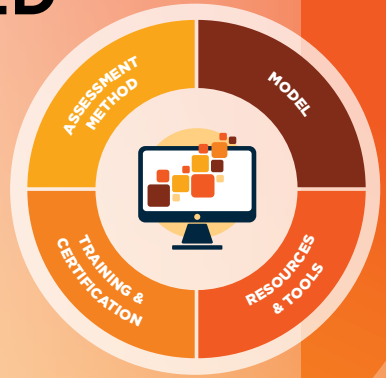 ASSESSMENT
METHOD
MODEL
TRAINING &
CERTIFICATION
RESOURCES
& TOOLS